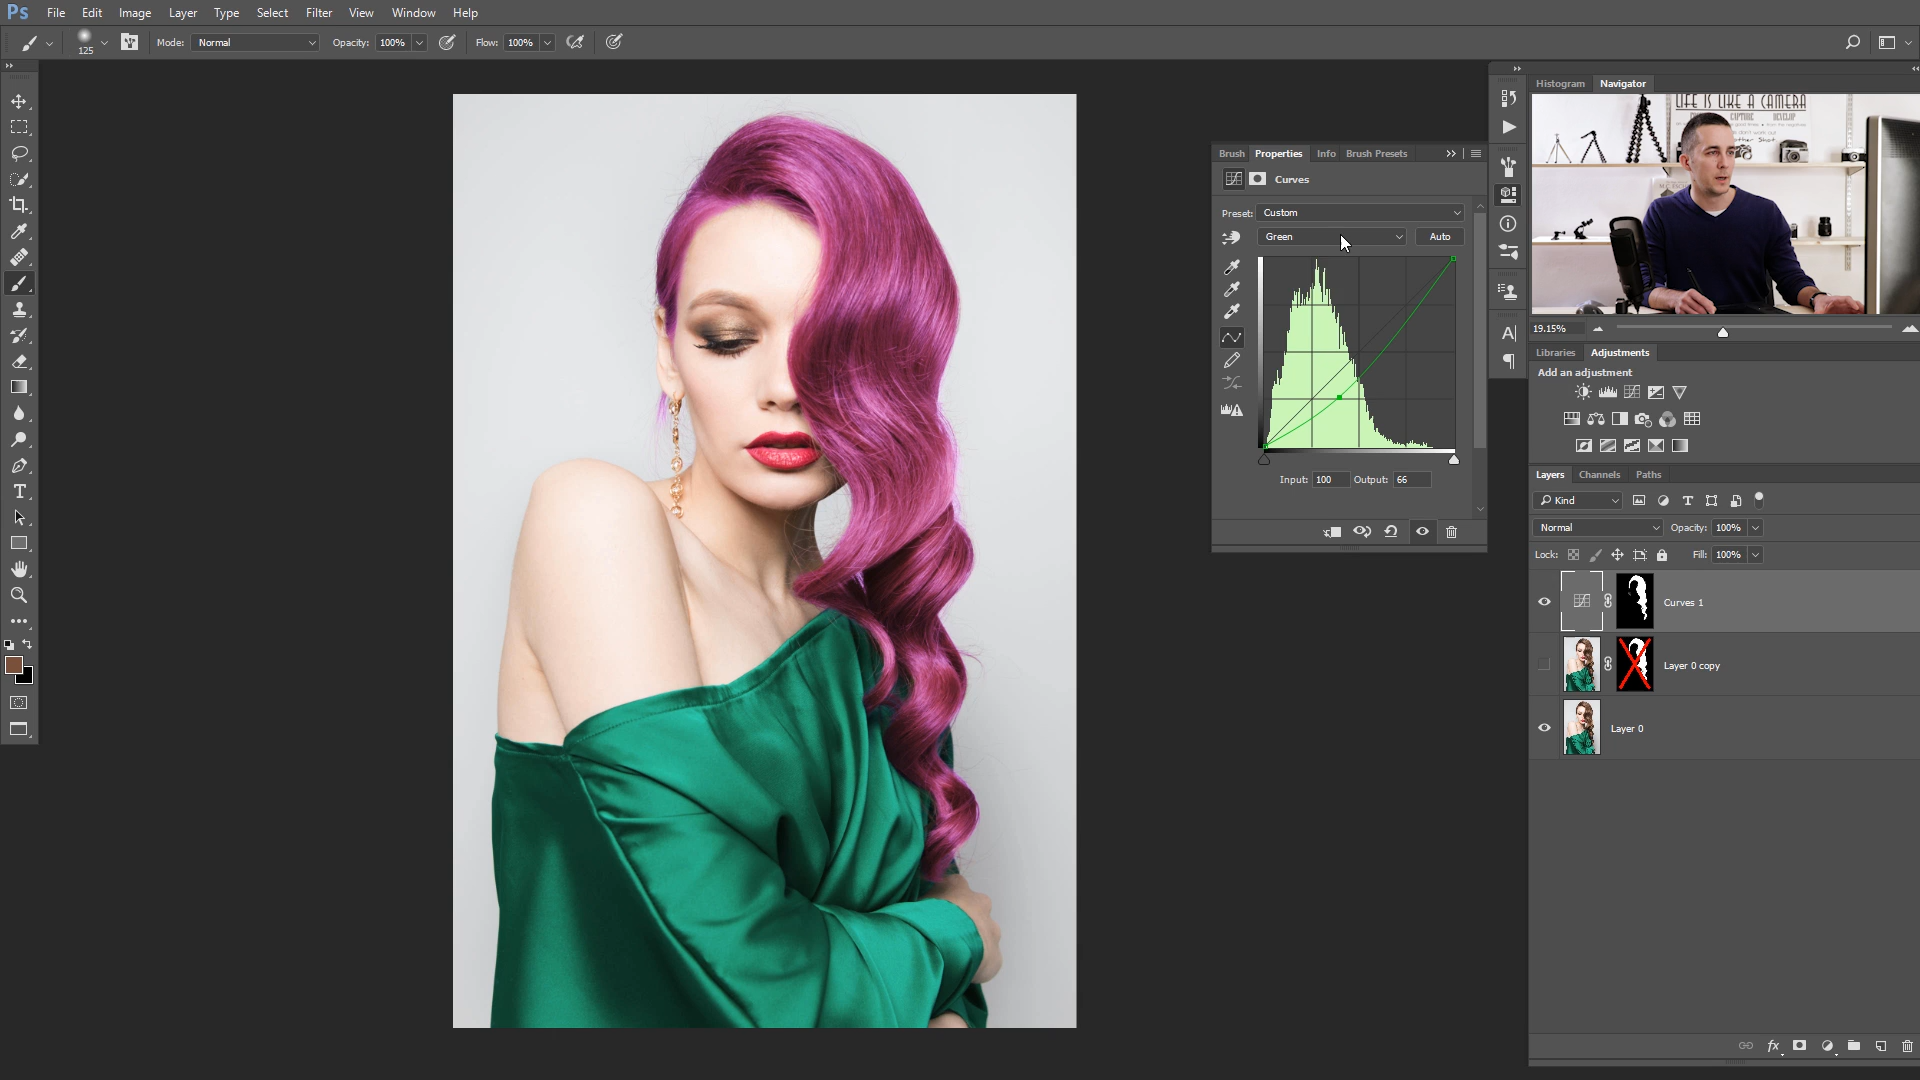 Ps File Edit Image Layer Type Select Filter View Window Help
125 Mode: Normal Opacity: 100% Flow: 100%
Histogram Navigator
LIFE IS LIKE A CAMERA
CAPTURE DEVELOP
19.15%
Brush Properties Info Brush Presets
Curves
Preset: Custom
Green Auto
Input: 100 Output: 66
Libraries Adjustments
Add an adjustment
Layers Channels Paths
Kind
Normal Opacity: 100%
Lock: Fill: 100%
Curves 1
Layer 0 copy
Layer 0
fx